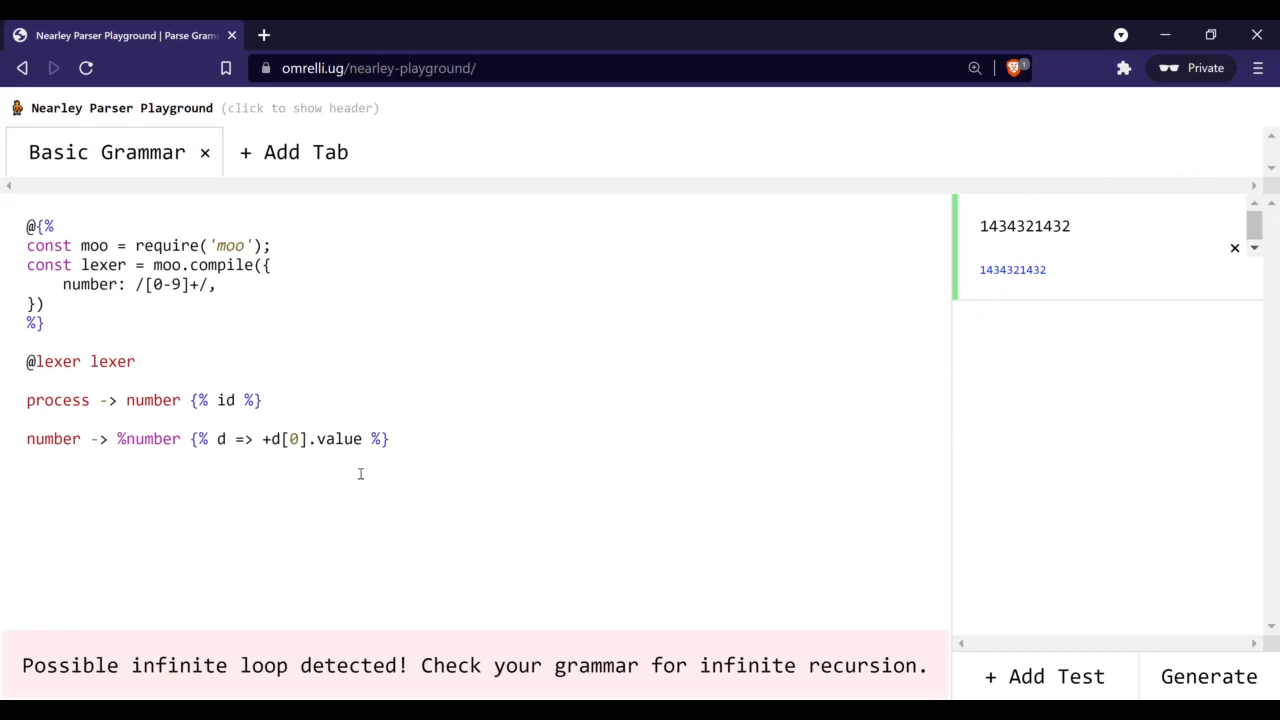 Nearley Parser Playground | Parse Gram
omrelli.ug/nearley-playground/
1
Private
Nearley Parser Playground (click to show header)
Basic Grammar ×
+ Add Tab
@{%
const moo = require('moo');
const lexer = moo.compile({
number: /[0-9]+/,
})
%}
@lexer lexer
process -> number {% id %}
number -> %number {% d => +d[0].value %}
1434321432
1434321432
Possible infinite loop detected! Check your grammar for infinite recursion.
+ Add Test
Generate